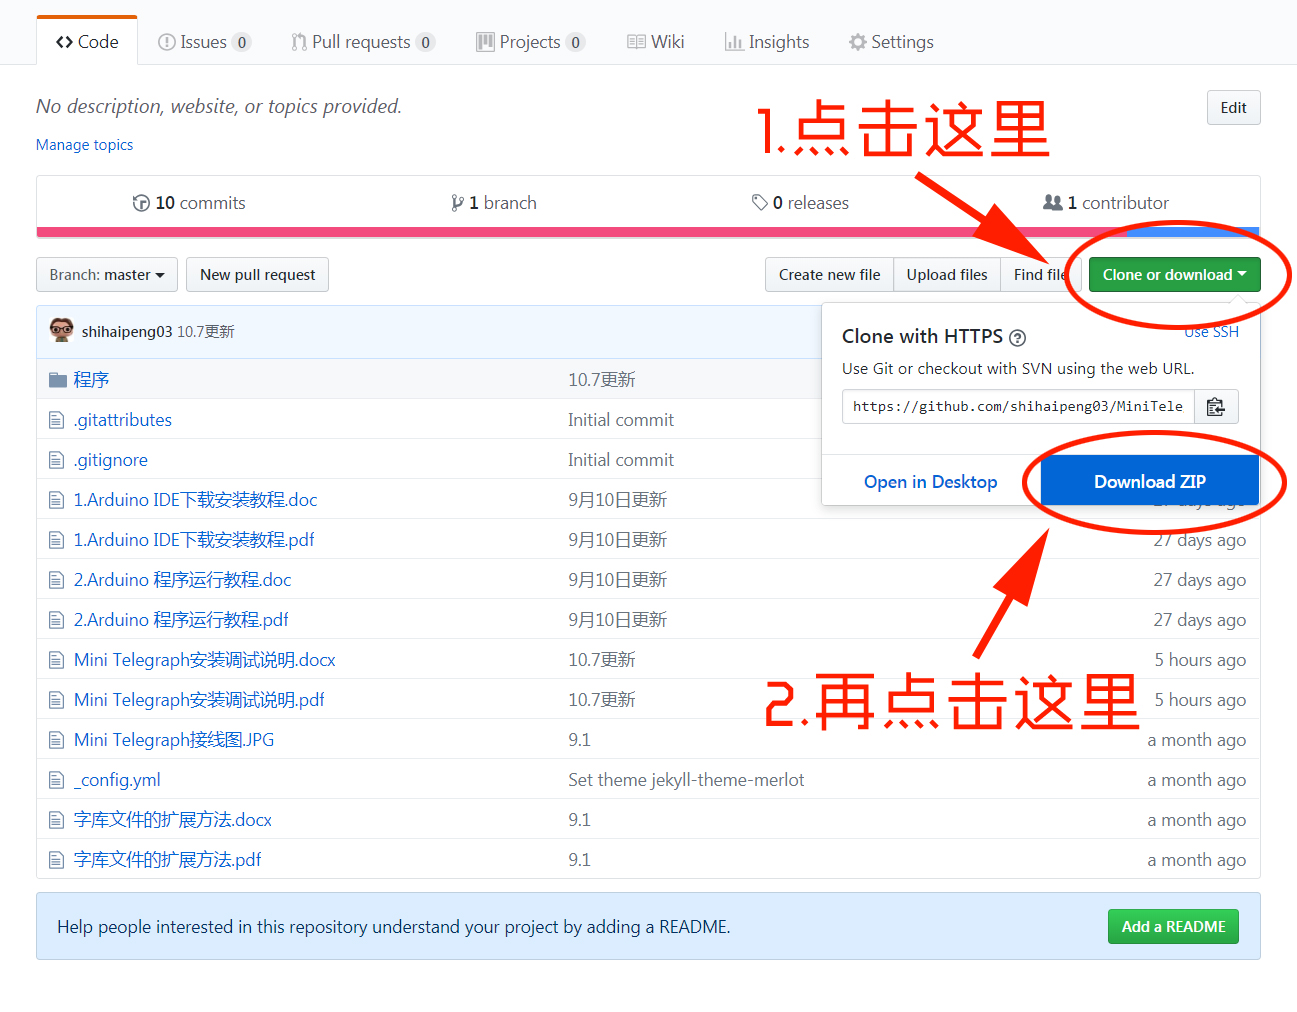 Code Issues 0 Pull requests 0 Projects 0 Wiki Insights Settings
No description, website, or topics provided.
Edit
Manage topics
1.点击这里
10 commits 1 branch 0 releases 1 contributor
Branch: master New pull request Create new file Upload files Find file Clone or download
shihaipeng03 10.7更新
Clone with HTTPS ? Use SSH
Use Git or checkout with SVN using the web URL.
https://github.com/shihaipeng03/MiniTele
Open in Desktop Download ZIP
程序 10.7更新
.gitattributes Initial commit
.gitignore Initial commit
1.Arduino IDE下载安装教程.doc 9月10日更新 27 days ago
1.Arduino IDE下载安装教程.pdf 9月10日更新 27 days ago
2.Arduino 程序运行教程.doc 9月10日更新 27 days ago
2.Arduino 程序运行教程.pdf 9月10日更新 27 days ago
Mini Telegraph安装调试说明.docx 10.7更新 5 hours ago
Mini Telegraph安装调试说明.pdf 10.7更新 5 hours ago
2.再点击这里
Mini Telegraph接线图.JPG 9.1 a month ago
_config.yml Set theme jekyll-theme-merlot a month ago
字库文件的扩展方法.docx 9.1 a month ago
字库文件的扩展方法.pdf 9.1 a month ago
Help people interested in this repository understand your project by adding a README. Add a README